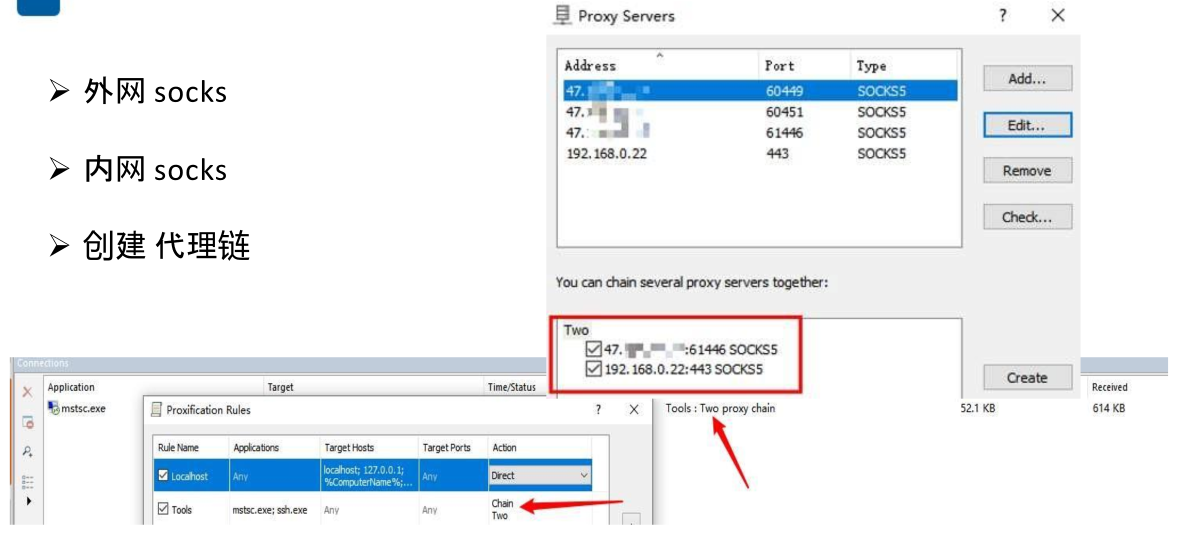 ➢ 外网 socks
➢ 内网 socks
➢ 创建 代理链
Proxy Servers
Address Port Type
47. 60449 SOCKS5
47. 60451 SOCKS5
47. 61446 SOCKS5
192.168.0.22 443 SOCKS5
Add...
Edit...
Remove
Check...
You can chain several proxy servers together:
Two
47. :61446 SOCKS5
192.168.0.22:443 SOCKS5
Create
Connections
Application Target Time/Status Received
mstsc.exe Tools : Two proxy chain 52.1 KB 614 KB
Proxification Rules
Rule Name Applications Target Hosts Target Ports Action
Localhost Any localhost; 127.0.0.1; Any Direct
%ComputerName%;...
Tools mstsc.exe; ssh.exe Any Any Chain
Two